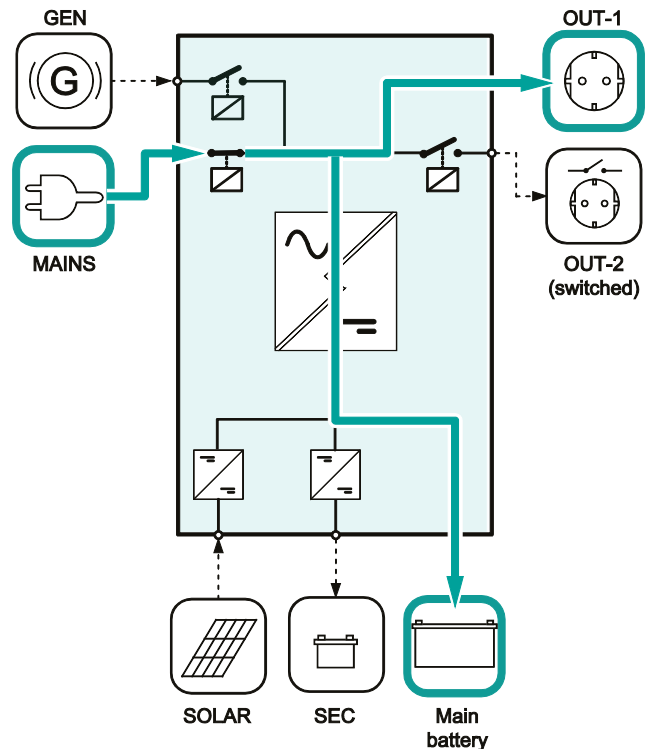 GEN
OUT-1
G
MAINS
OUT-2
(switched)
SOLAR
SEC
Main
battery